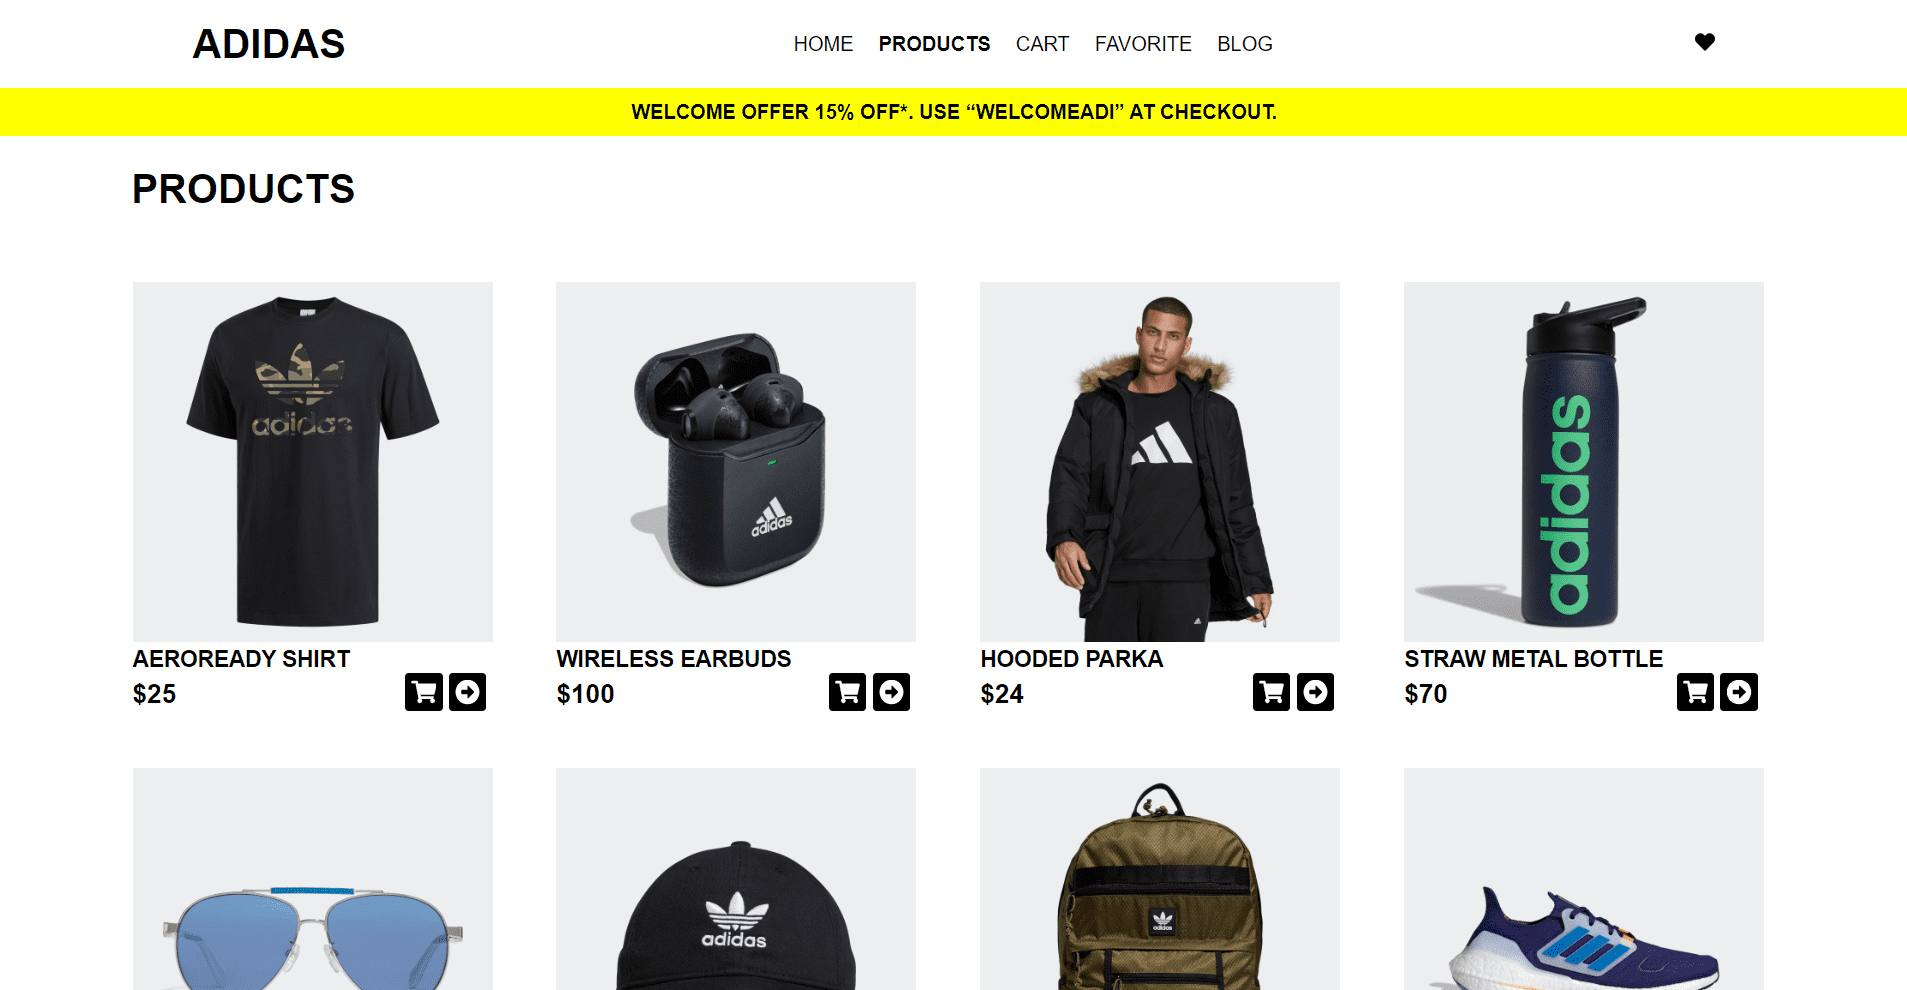 ADIDAS
HOME PRODUCTS CART FAVORITE BLOG
WELCOME OFFER 15% OFF*. USE “WELCOMEADI” AT CHECKOUT.
PRODUCTS
adidas
adidas
adidas
AEROREADY SHIRT
$25
WIRELESS EARBUDS
$100
HOODED PARKA
$24
STRAW METAL BOTTLE
$70
adidas
adidas